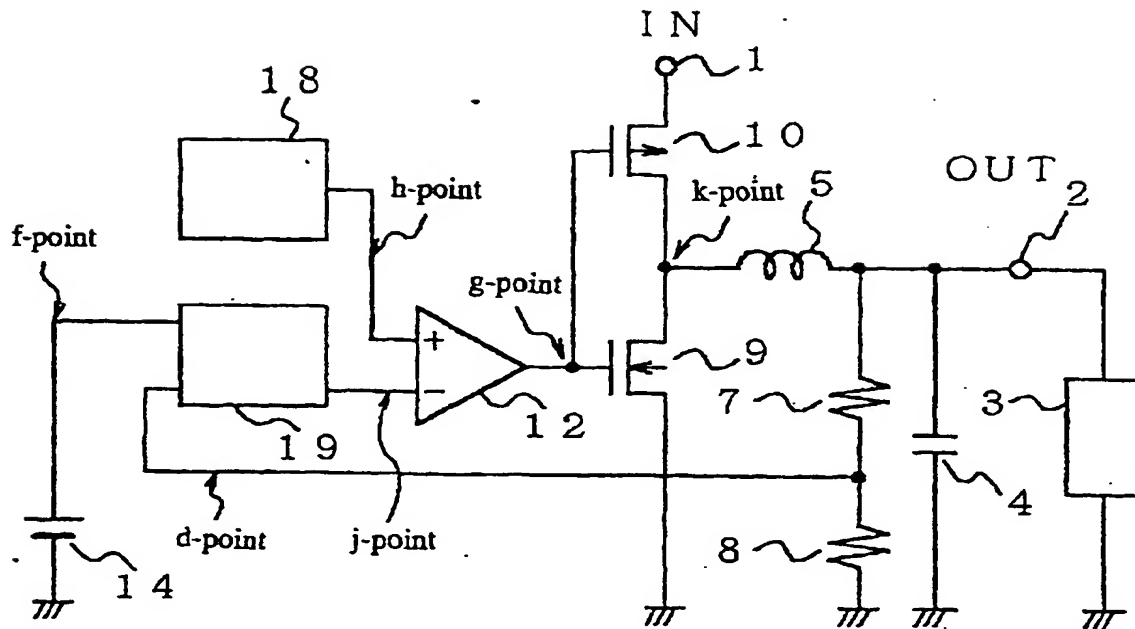 IN
1
18
10
OUT
2
5
h-point
k-point
f-point
g-point
+
9
−
7
3
12
19
4
d-point
j-point
8
14